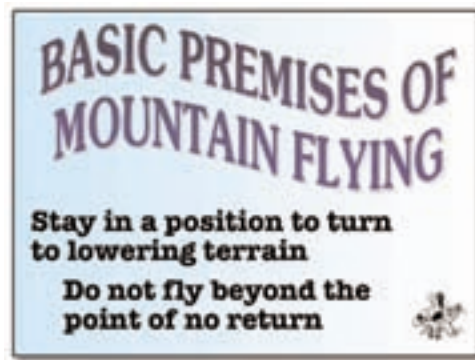 BASIC PREMISES OF
MOUNTAIN FLYING
Stay in a position to turn
to lowering terrain
Do not fly beyond the
point of no return